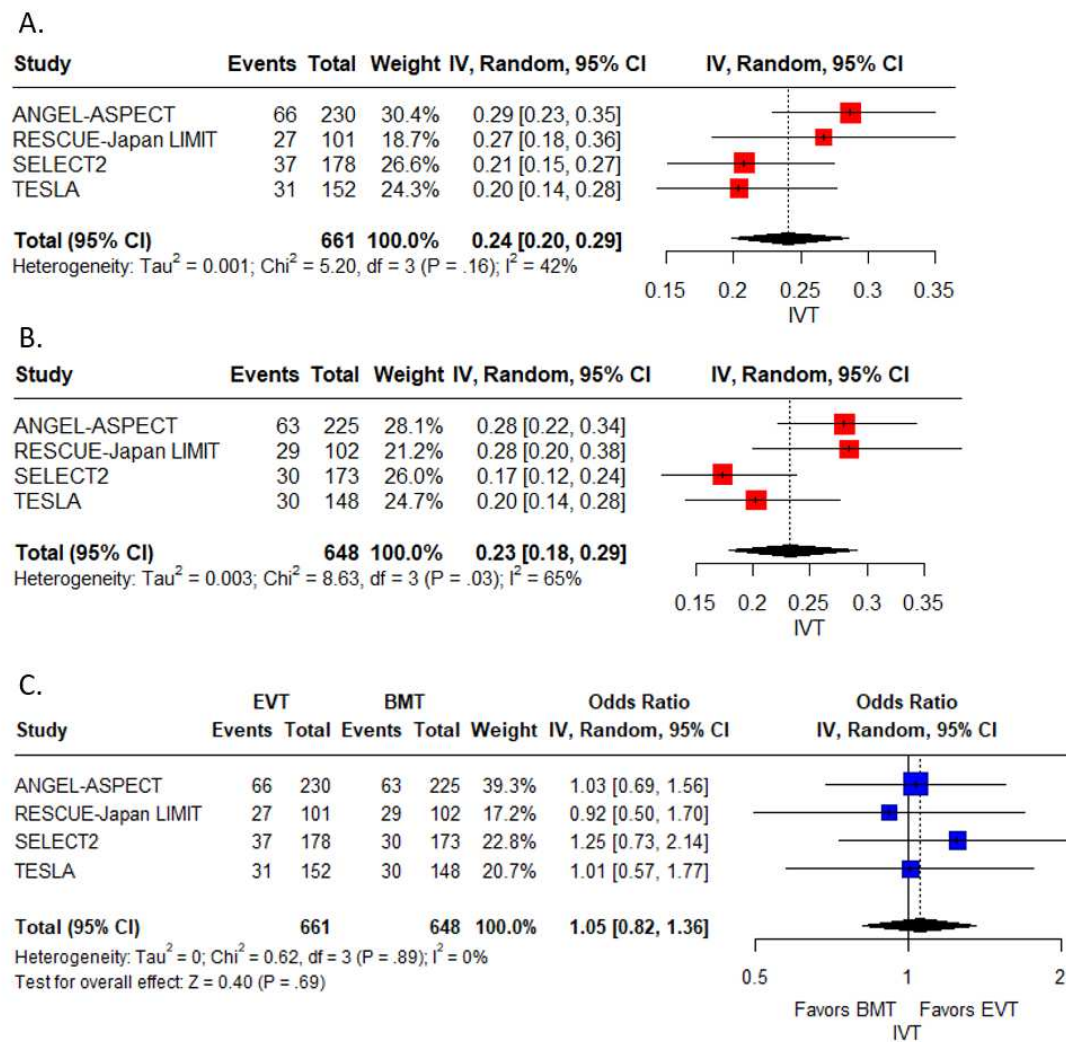 A.
Study Events Total Weight IV, Random, 95% CI IV, Random, 95% CI
ANGEL-ASPECT 66 230 30.4% 0.29 [0.23, 0.35]
RESCUE-Japan LIMIT 27 101 18.7% 0.27 [0.18, 0.36]
SELECT2 37 178 26.6% 0.21 [0.15, 0.27]
TESLA 31 152 24.3% 0.20 [0.14, 0.28]
Total (95% CI) 661 100.0% 0.24 [0.20, 0.29]
Heterogeneity: Tau² = 0.001; Chi² = 5.20, df = 3 (P = .16); I² = 42%
0.15 0.2 0.25 0.3 0.35
IVT
B.
Study Events Total Weight IV, Random, 95% CI IV, Random, 95% CI
ANGEL-ASPECT 63 225 28.1% 0.28 [0.22, 0.34]
RESCUE-Japan LIMIT 29 102 21.2% 0.28 [0.20, 0.38]
SELECT2 30 173 26.0% 0.17 [0.12, 0.24]
TESLA 30 148 24.7% 0.20 [0.14, 0.28]
Total (95% CI) 648 100.0% 0.23 [0.18, 0.29]
Heterogeneity: Tau² = 0.003; Chi² = 8.63, df = 3 (P = .03); I² = 65%
0.15 0.2 0.25 0.3 0.35
IVT
C.
EVT BMT Odds Ratio Odds Ratio
Study Events Total Events Total Weight IV, Random, 95% CI IV, Random, 95% CI
ANGEL-ASPECT 66 230 63 225 39.3% 1.03 [0.69, 1.56]
RESCUE-Japan LIMIT 27 101 29 102 17.2% 0.92 [0.50, 1.70]
SELECT2 37 178 30 173 22.8% 1.25 [0.73, 2.14]
TESLA 31 152 30 148 20.7% 1.01 [0.57, 1.77]
Total (95% CI) 661 648 100.0% 1.05 [0.82, 1.36]
Heterogeneity: Tau² = 0; Chi² = 0.62, df = 3 (P = .89); I² = 0%
Test for overall effect: Z = 0.40 (P = .69)
0.5 1 2
Favors BMT Favors EVT
IVT